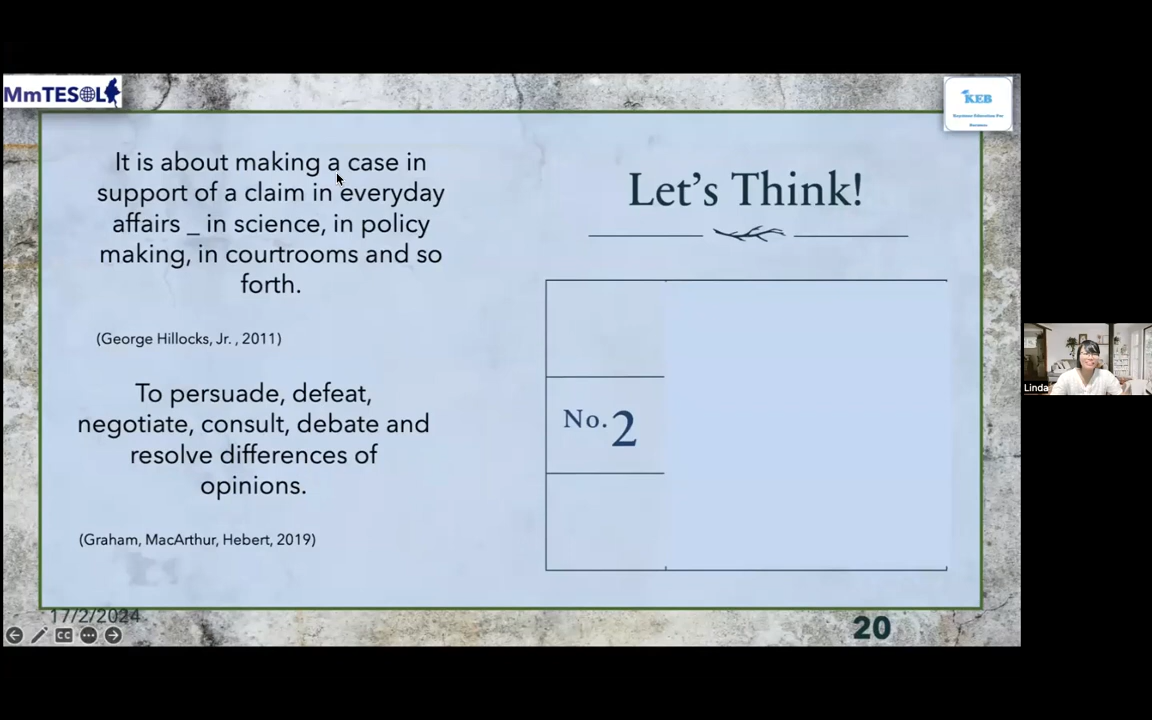 MmTESOL
KEB
It is about making a case in
support of a claim in everyday
affairs _ in science, in policy
making, in courtrooms and so
forth.
(George Hillocks, Jr. , 2011)
To persuade, defeat,
negotiate, consult, debate and
resolve differences of
opinions.
(Graham, MacArthur, Hebert, 2019)
Let's Think!
No. 2
Linda
17/2/2024
CC
20